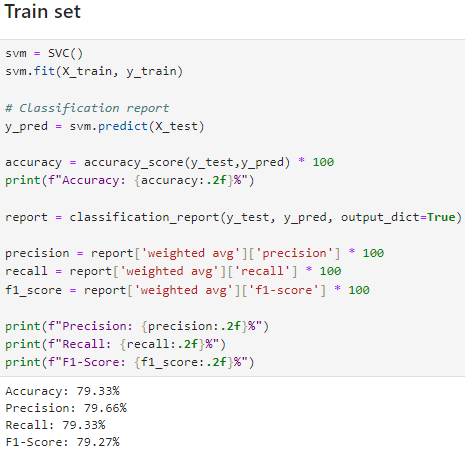 Train set
svm = SVC()
svm.fit(X_train, y_train)
# Classification report
y_pred = svm.predict(X_test)
accuracy = accuracy_score(y_test,y_pred) * 100
print(f"Accuracy: {accuracy:.2f}%")
report = classification_report(y_test, y_pred, output_dict=True)
precision = report['weighted avg']['precision'] * 100
recall = report['weighted avg']['recall'] * 100
f1_score = report['weighted avg']['f1-score'] * 100
print(f"Precision: {precision:.2f}%")
print(f"Recall: {recall:.2f}%")
print(f"F1-Score: {f1_score:.2f}%")
Accuracy: 79.33%
Precision: 79.66%
Recall: 79.33%
F1-Score: 79.27%